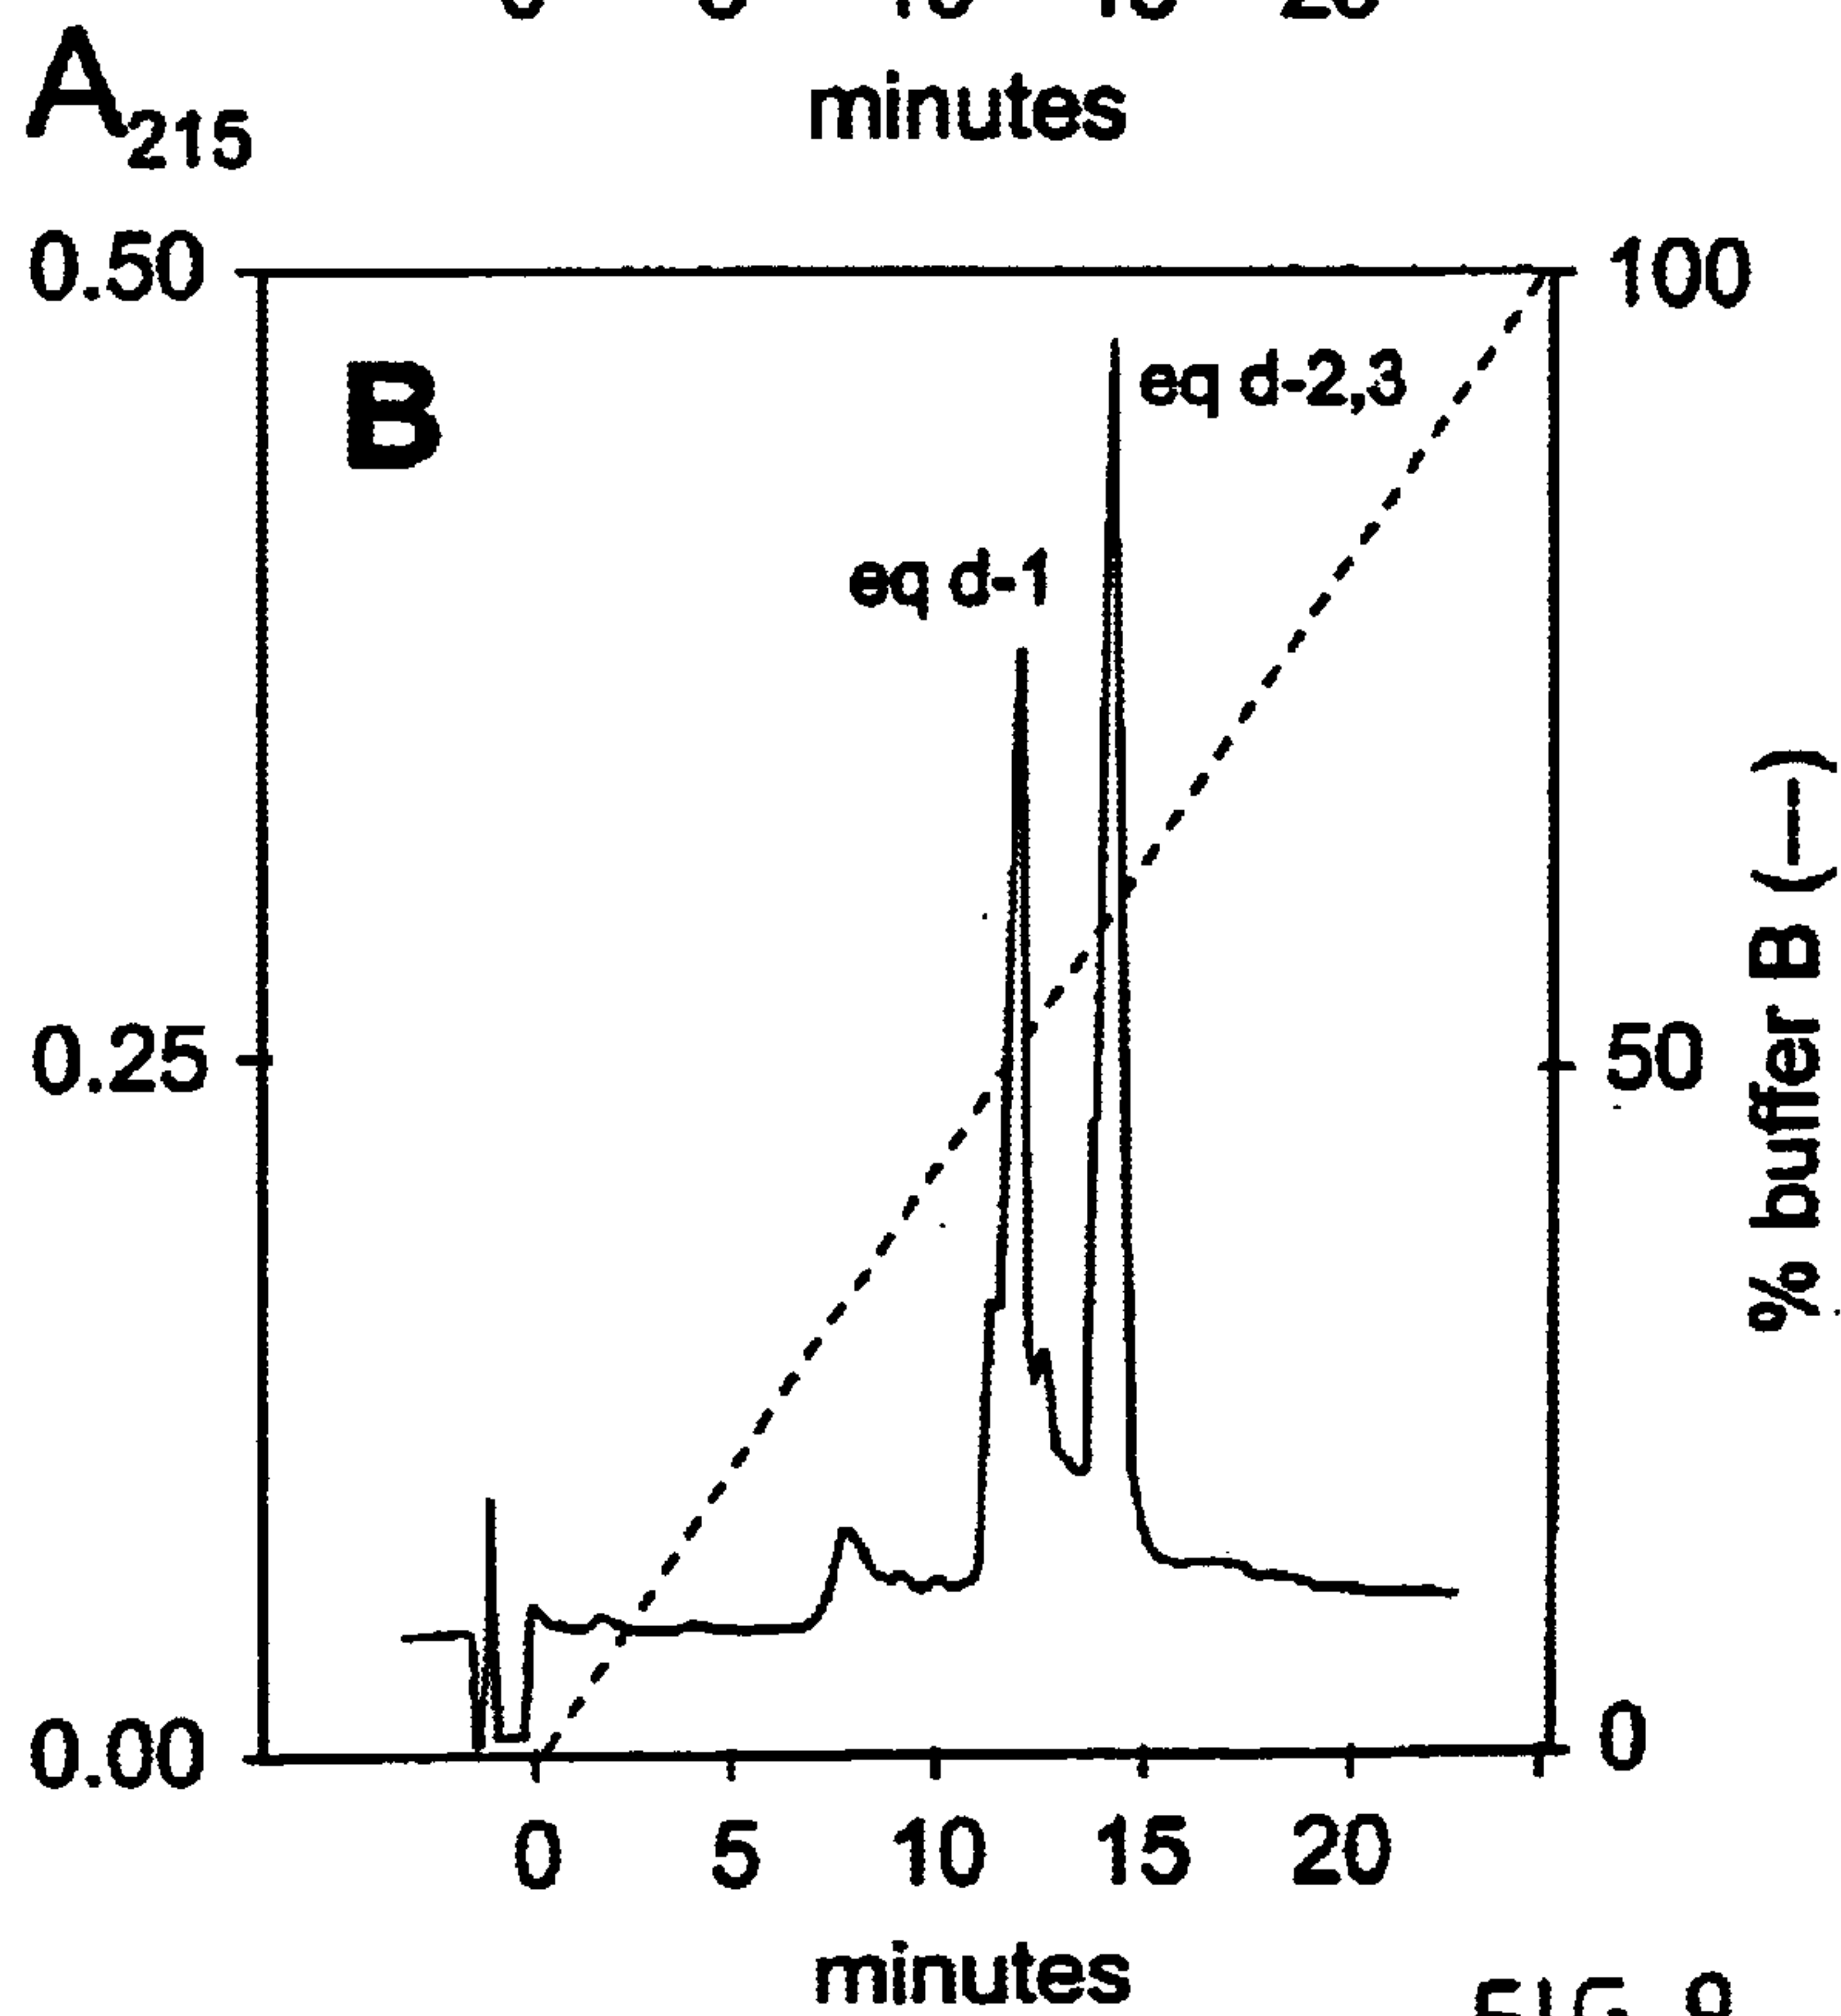 minutes
A215
0.50
100
B
eq d-2,3
eq d-1
0.25
50
% buffer B (---)
0.00
0
0 5 10 15 20
minutes